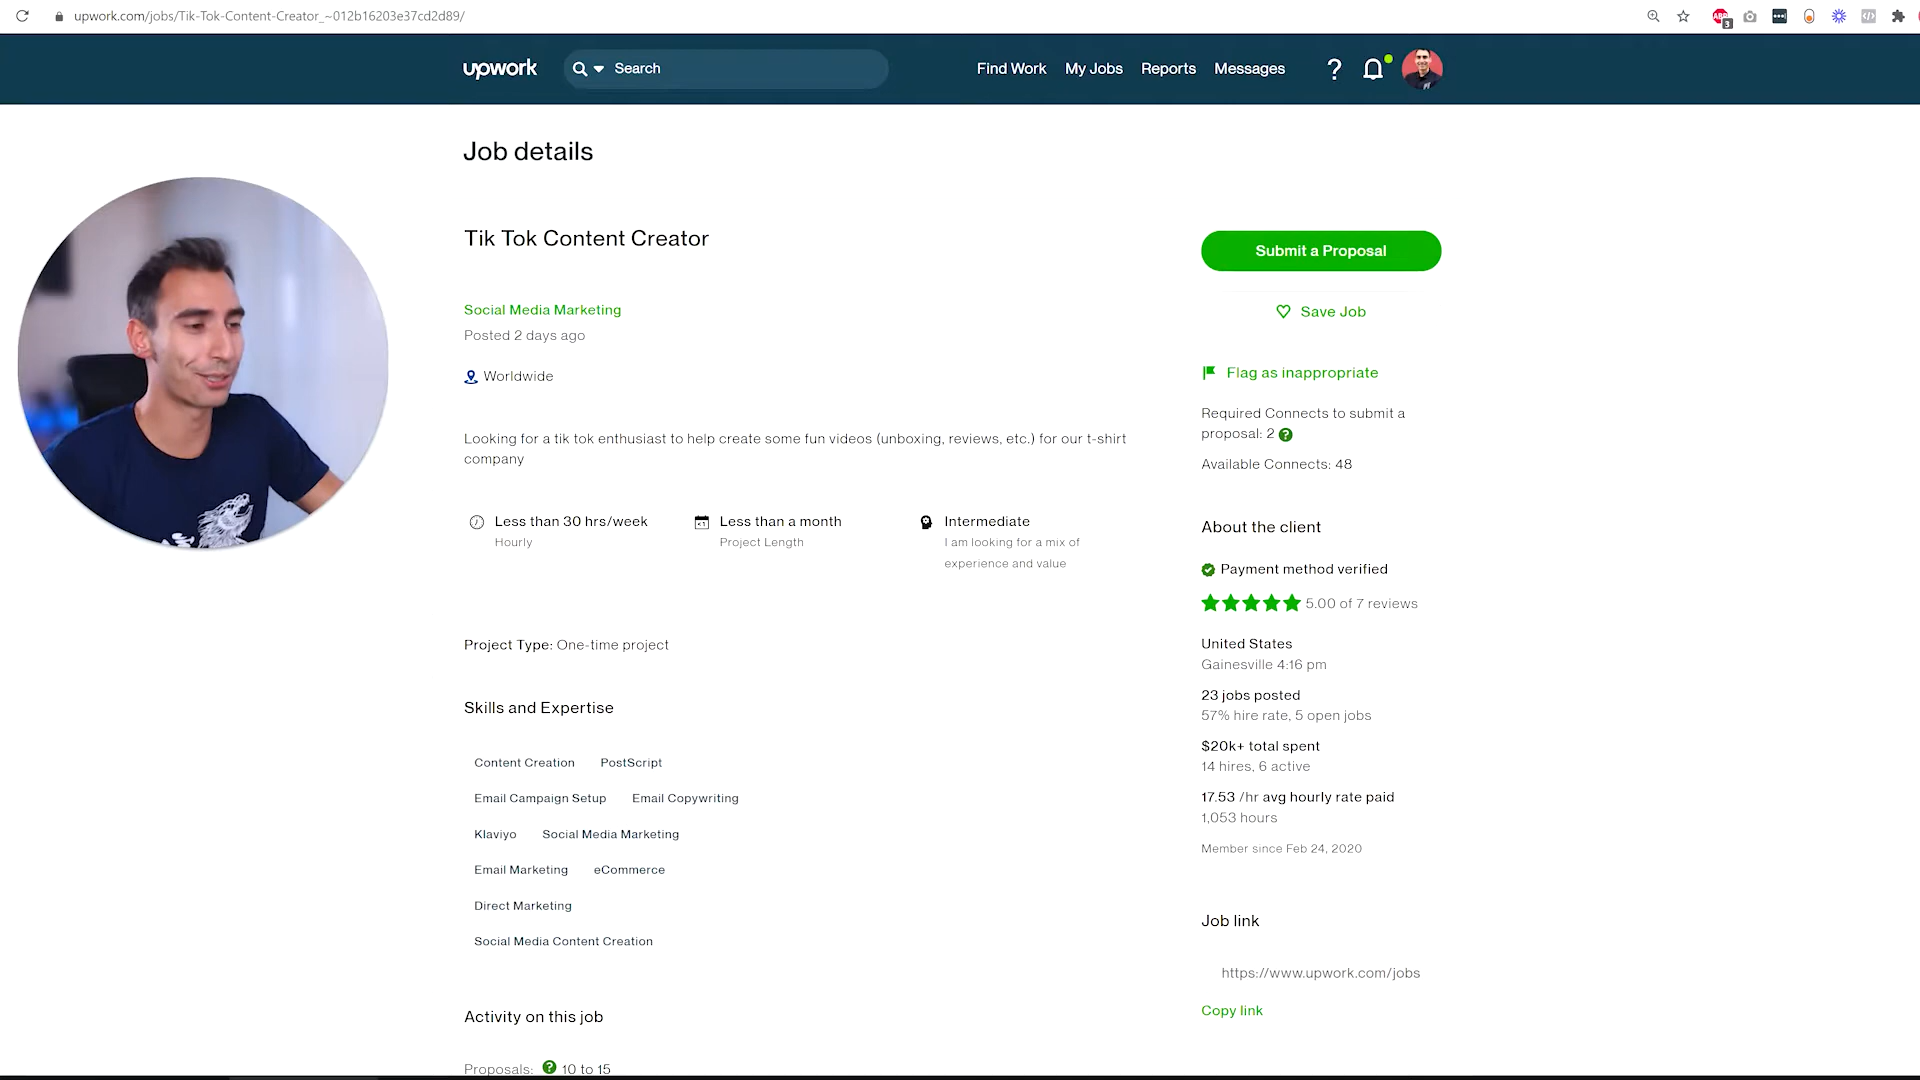 upwork.com/jobs/Tik-Tok-Content-Creator_~012b16203e37cd2d89/
ABP
3
upwork
Search
Find Work
My Jobs
Reports
Messages
?
Job details
Tik Tok Content Creator
Social Media Marketing
Posted 2 days ago
Worldwide
Looking for a tik tok enthusiast to help create some fun videos (unboxing, reviews, etc.) for our t-shirt
company
Less than 30 hrs/week
Hourly
Less than a month
Project Length
Intermediate
I am looking for a mix of
experience and value
Project Type: One-time project
Skills and Expertise
Content Creation
PostScript
Email Campaign Setup
Email Copywriting
Klaviyo
Social Media Marketing
Email Marketing
eCommerce
Direct Marketing
Social Media Content Creation
Activity on this job
Proposals: ? 10 to 15
Submit a Proposal
Save Job
Flag as inappropriate
Required Connects to submit a
proposal: 2 ?
Available Connects: 48
About the client
Payment method verified
5.00 of 7 reviews
United States
Gainesville 4:16 pm
23 jobs posted
57% hire rate, 5 open jobs
$20k+ total spent
14 hires, 6 active
17.53 /hr avg hourly rate paid
1,053 hours
Member since Feb 24, 2020
Job link
https://www.upwork.com/jobs
Copy link